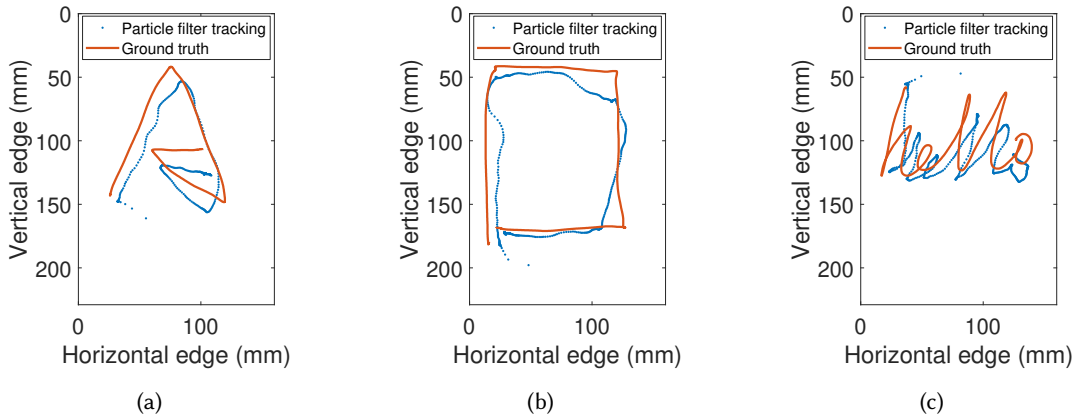 0
50
100
150
200
Vertical edge (mm)
Particle filter tracking
Ground truth
0 100
Horizontal edge (mm)
(a)
0
50
100
150
200
Vertical edge (mm)
Particle filter tracking
Ground truth
0 100
Horizontal edge (mm)
(b)
0
50
100
150
200
Vertical edge (mm)
Particle filter tracking
Ground truth
hello
0 100
Horizontal edge (mm)
(c)